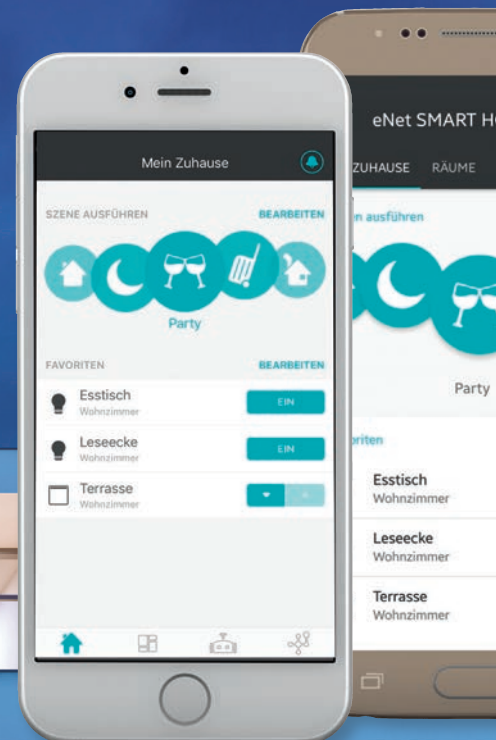 Mein Zuhause
SZENE AUSFÜHREN BEARBEITEN
Party
FAVORITEN BEARBEITEN
Esstisch
Wohnzimmer
EIN
Leseecke
Wohnzimmer
EIN
Terrasse
Wohnzimmer
eNet SMART
ZUHAUSE RÄUME
ausführen
Party
Esstisch
Wohnzimmer
Leseecke
Wohnzimmer
Terrasse
Wohnzimmer